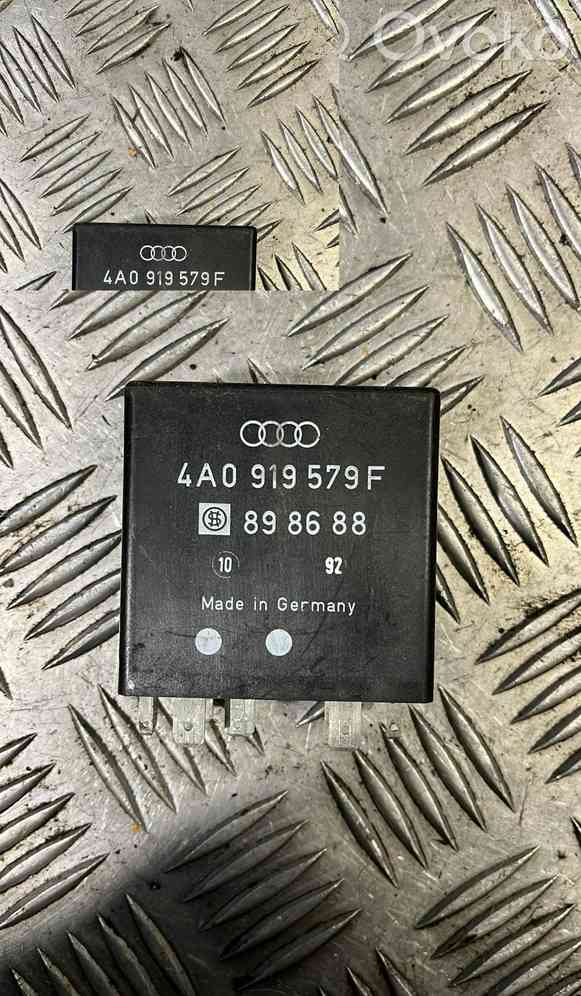 Ovoko
4A0 919 579 F
4A0 919 579 F
89 86 88
10 92
Made in Germany